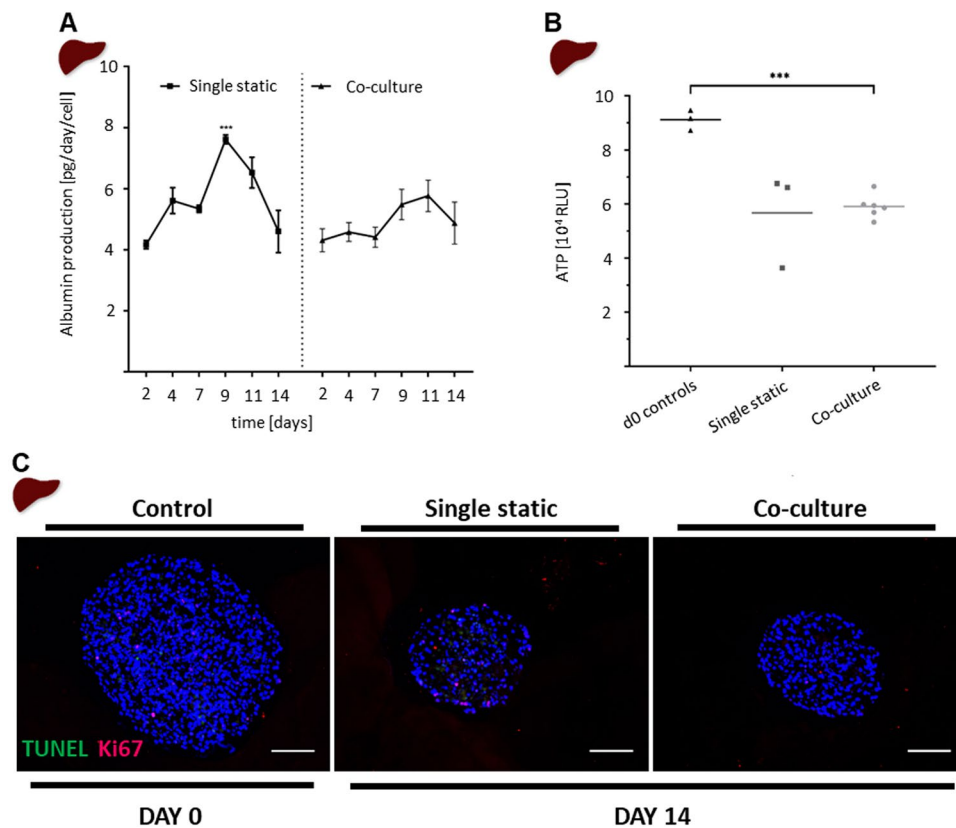 A
Albumin production [pg/day/cell]
10
8
6
4
2
Single static
Co-culture
***
2 4 7 9 11 14 2 4 7 9 11 14
time [days]
B
ATP [10⁴ RLU]
10
8
6
4
2
***
d0 controls
Single static
Co-culture
C
Control
Single static
Co-culture
TUNEL Ki67
DAY 0
DAY 14